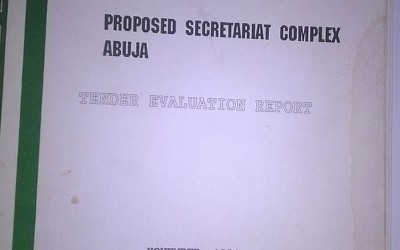 PROPOSED SECRETARIAT COMPLEX
ABUJA
TENDER EVALUATION REPORT